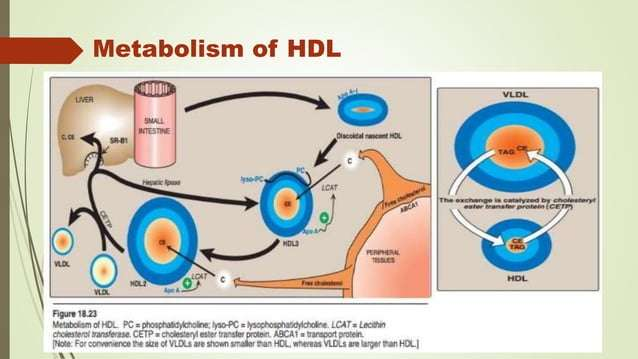 Metabolism of HDL
LIVER
SMALL
INTESTINE
Apo A-I
Discoidal nascent HDL
C, CE
SR-B1
Hepatic lipase
lyso-PC
PC
LCAT
C
CE
HDL3
Apo A
Free cholesterol
ABCA1
PERIPHERAL
TISSUES
CETP
VLDL
VLDL
HDL2
CE
LCAT
Apo A
C
Free cholesterol
VLDL
TAG
CE
The exchange is catalyzed by cholesteryl
ester transfer protein (CETP)
CE
TAG
HDL
Figure 18.23
Metabolism of HDL. PC = phosphatidylcholine; lyso-PC = lysophosphatidylcholine. LCAT = Lecithin
cholesterol transferase. CETP = cholesteryl ester transfer protein. ABCA1 = transport protein.
[Note: For convenience the size of VLDLs are shown smaller than HDL, whereas VLDLs are larger than HDL.]